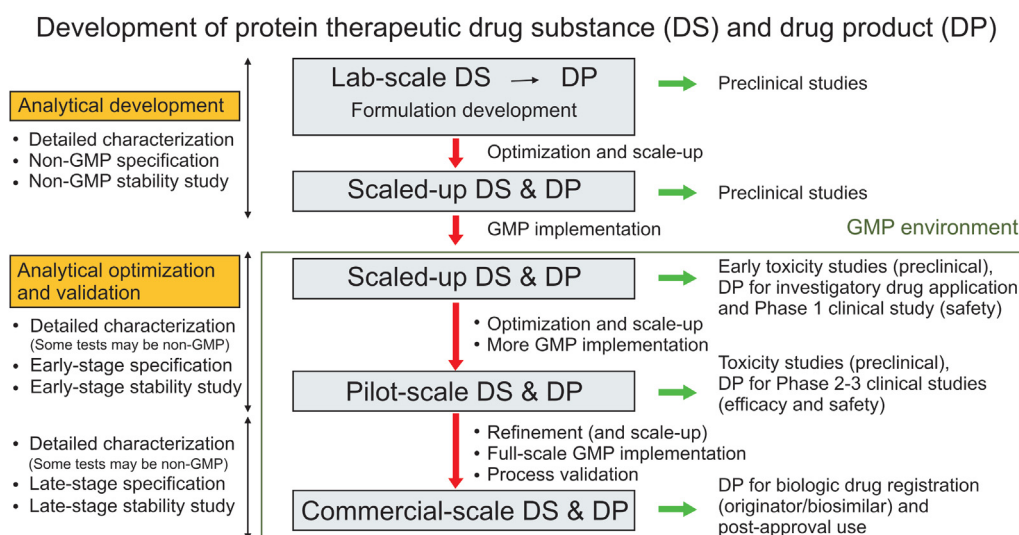 Development of protein therapeutic drug substance (DS) and drug product (DP)
Lab-scale DS → DP
Formulation development
Preclinical studies
Analytical development
• Detailed characterization
• Non-GMP specification
• Non-GMP stability study
Optimization and scale-up
Scaled-up DS & DP
Preclinical studies
GMP implementation
GMP environment
Analytical optimization
and validation
• Detailed characterization
(Some tests may be non-GMP)
• Early-stage specification
• Early-stage stability study
Scaled-up DS & DP
Early toxicity studies (preclinical),
DP for investigatory drug application
and Phase 1 clinical study (safety)
• Optimization and scale-up
• More GMP implementation
Pilot-scale DS & DP
Toxicity studies (preclinical),
DP for Phase 2-3 clinical studies
(efficacy and safety)
• Detailed characterization
(Some tests may be non-GMP)
• Late-stage specification
• Late-stage stability study
• Refinement (and scale-up)
• Full-scale GMP implementation
• Process validation
Commercial-scale DS & DP
DP for biologic drug registration
(originator/biosimilar) and
post-approval use